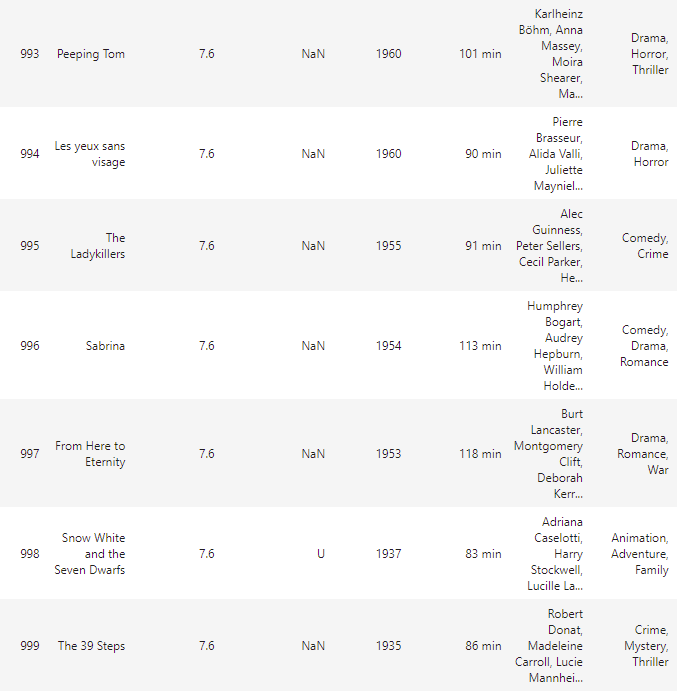 993 Peeping Tom 7.6 NaN 1960 101 min Karlheinz Böhm, Anna Massey, Moira Shearer, Ma... Drama, Horror, Thriller
994 Les yeux sans visage 7.6 NaN 1960 90 min Pierre Brasseur, Alida Valli, Juliette Mayniel... Drama, Horror
995 The Ladykillers 7.6 NaN 1955 91 min Alec Guinness, Peter Sellers, Cecil Parker, He... Comedy, Crime
996 Sabrina 7.6 NaN 1954 113 min Humphrey Bogart, Audrey Hepburn, William Holde... Comedy, Drama, Romance
997 From Here to Eternity 7.6 NaN 1953 118 min Burt Lancaster, Montgomery Clift, Deborah Kerr... Drama, Romance, War
998 Snow White and the Seven Dwarfs 7.6 U 1937 83 min Adriana Caselotti, Harry Stockwell, Lucille La... Animation, Adventure, Family
999 The 39 Steps 7.6 NaN 1935 86 min Robert Donat, Madeleine Carroll, Lucie Mannhei... Crime, Mystery, Thriller